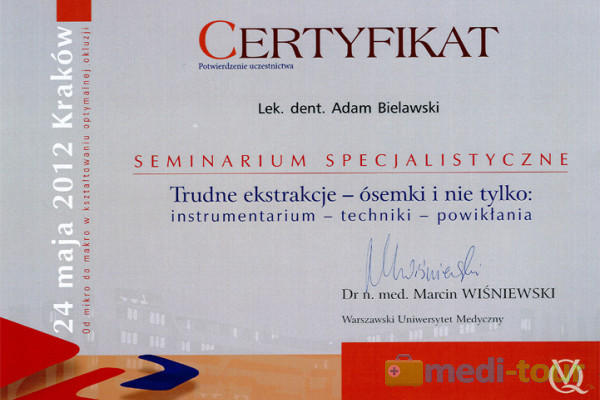 CERTYFIKAT
Potwierdzenie uczestnictwa
Lek. dent. Adam Bielawski
SEMINARIUM SPECJALISTYCZNE
Trudne ekstrakcje – ósemki i nie tylko:
instrumentarium – techniki – powikłania
Wiśniewski
Dr n. med. Marcin WIŚNIEWSKI
Warszawski Uniwersytet Medyczny
24 maja 2012 Kraków
Od mikro do makro w kształtowaniu optymalnej okluzji
medi-tour